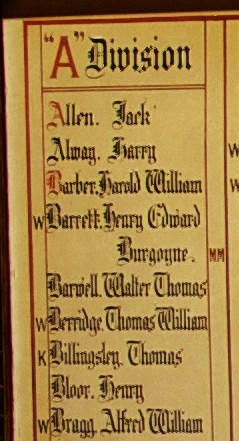 "A" Division
Allen. Jack
Alway. Harry
Barber. Harold William
W Barrett. Henry Edward
Burgoyne. MM
Barwell. Walter Thomas
W Berridge. Thomas William
K Billingsley. Thomas
Bloor. Henry
W Bragg. Alfred William
W
W